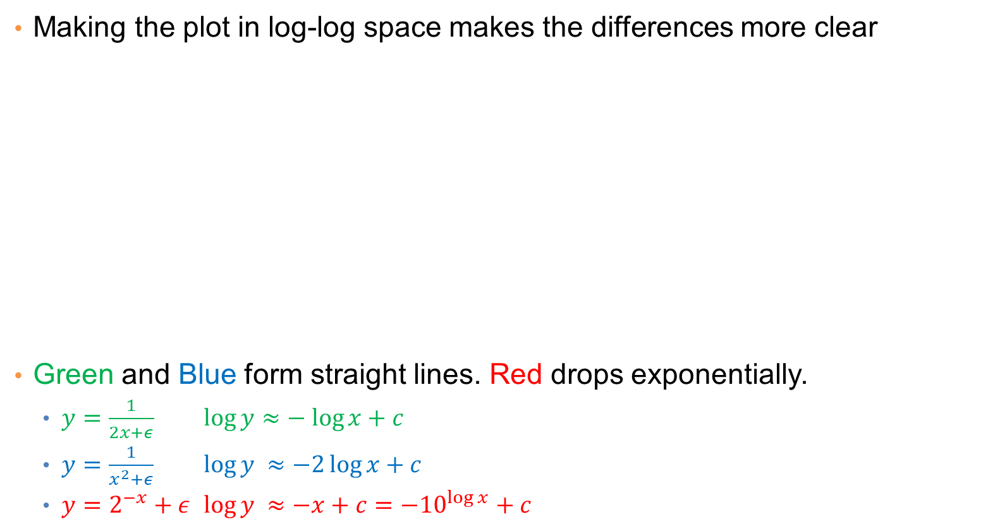 • Making the plot in log-log space makes the differences more clear
• Green and Blue form straight lines. Red drops exponentially.
• $y = \frac{1}{2x+\epsilon}$ $\log y \approx -\log x + c$
• $y = \frac{1}{x^2+\epsilon}$ $\log y \approx -2 \log x + c$
• $y = 2^{-x} + \epsilon$ $\log y \approx -x + c = -10^{\log x} + c$